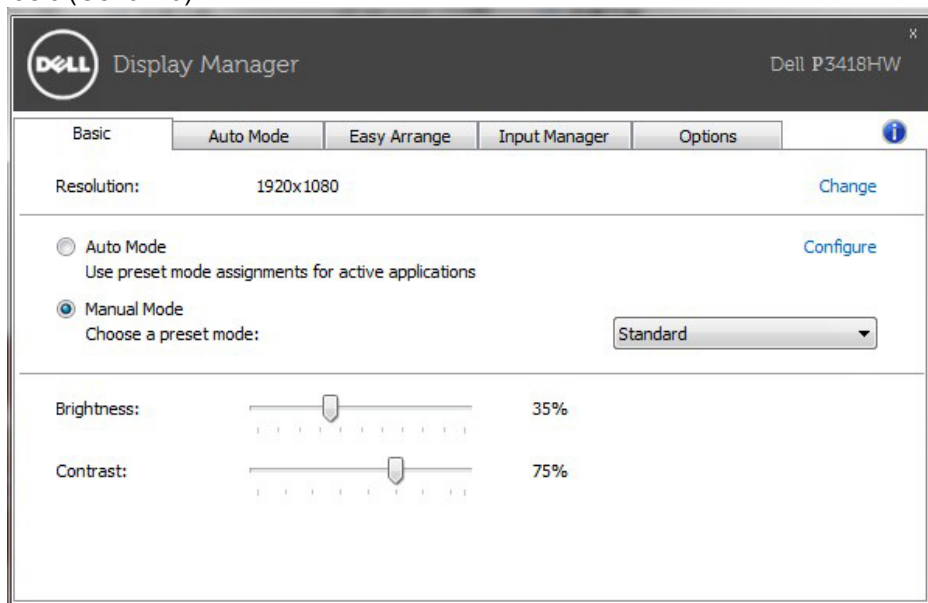 DELL Display Manager
x
Dell P3418HW
Basic Auto Mode Easy Arrange Input Manager Options
Resolution: 1920x1080 Change
Auto Mode Configure
Use preset mode assignments for active applications
Manual Mode
Choose a preset mode: Standard
Brightness: 35%
Contrast: 75%